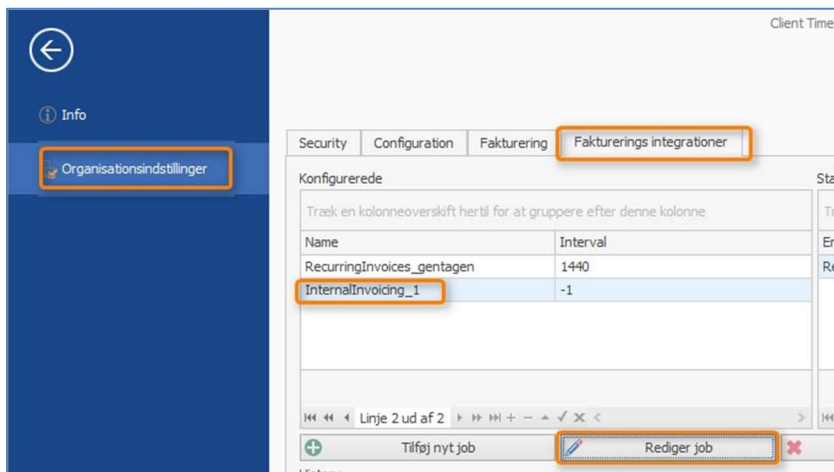 Client Time
Info
Organisationsindstillinger
Security Configuration Fakturering Fakturerings integrationer
Konfigurerede
Træk en kolonneoverskrift hertil for at gruppere efter denne kolonne
Name Interval
RecurringInvoices_gentagen 1440
InternalInvoicing_1 -1
Linje 2 ud af 2
Tilføj nyt job Rediger job